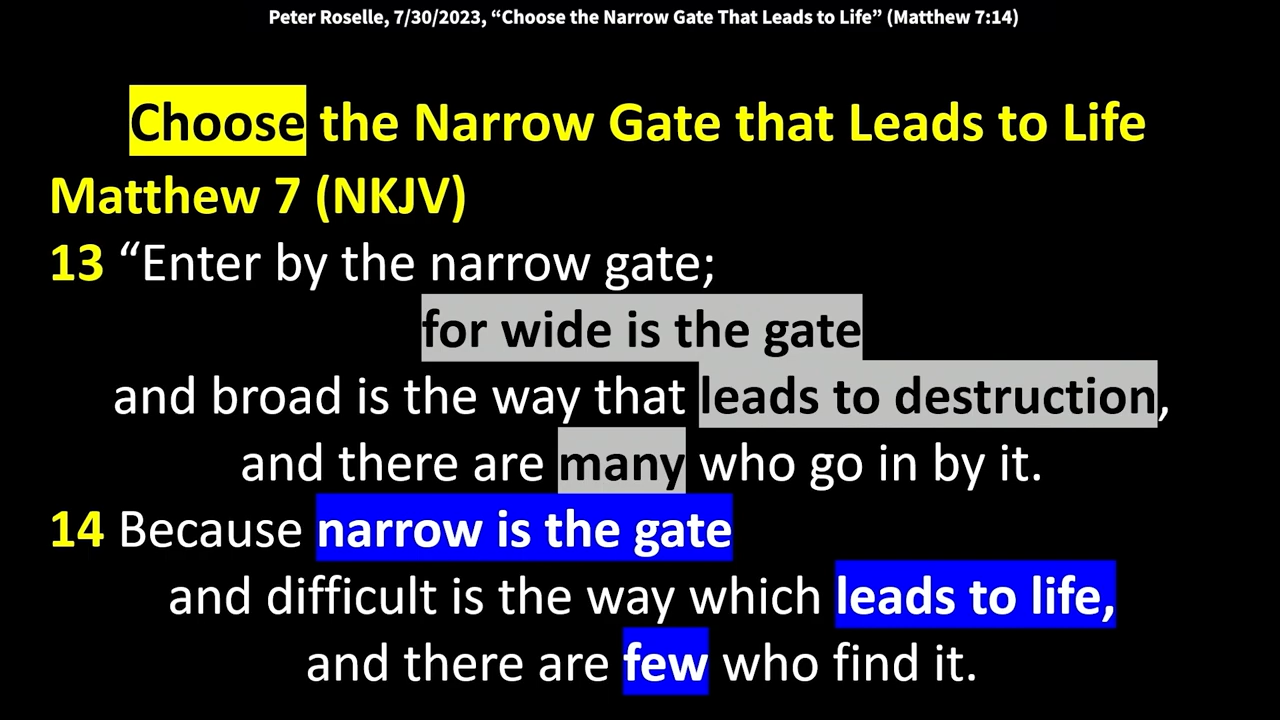 Peter Roselle, 7/30/2023, “Choose the Narrow Gate That Leads to Life” (Matthew 7:14)
Choose the Narrow Gate that Leads to Life
Matthew 7 (NKJV)
13 “Enter by the narrow gate;
for wide is the gate
and broad is the way that leads to destruction,
and there are many who go in by it.
14 Because narrow is the gate
and difficult is the way which leads to life,
and there are few who find it.